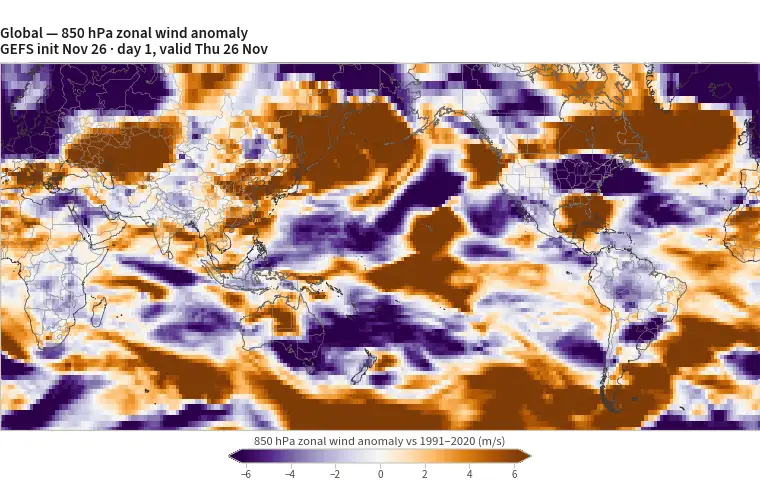 Global — 850 hPa zonal wind anomaly
GEFS init Nov 26 · day 1, valid Thu 26 Nov
850 hPa zonal wind anomaly vs 1991–2020 (m/s)
−6 −4 −2 0 2 4 6